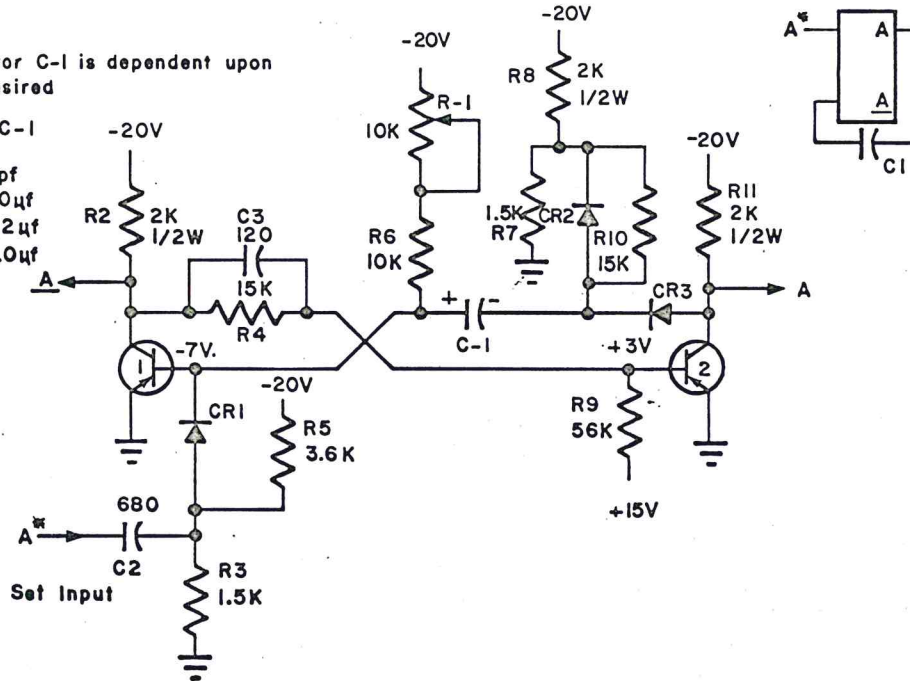 or C-1 is dependent upon
sired
C-1
pf
0µf
2µf
.0µf
-20V
R2
2K
1/2W
A
C3
120
15K
R4
1
-7V.
CR1
-20V
R5
3.6K
680
A*
C2
R3
1.5K
Set Input
-20V
R-1
10K
R6
10K
+
-
C-1
-20V
R8
2K
1/2W
1.5K
R7
CR2
R10
15K
CR3
+3V
R9
56K
+15V
-20V
R11
2K
1/2W
A
2
A*
A
A
C1